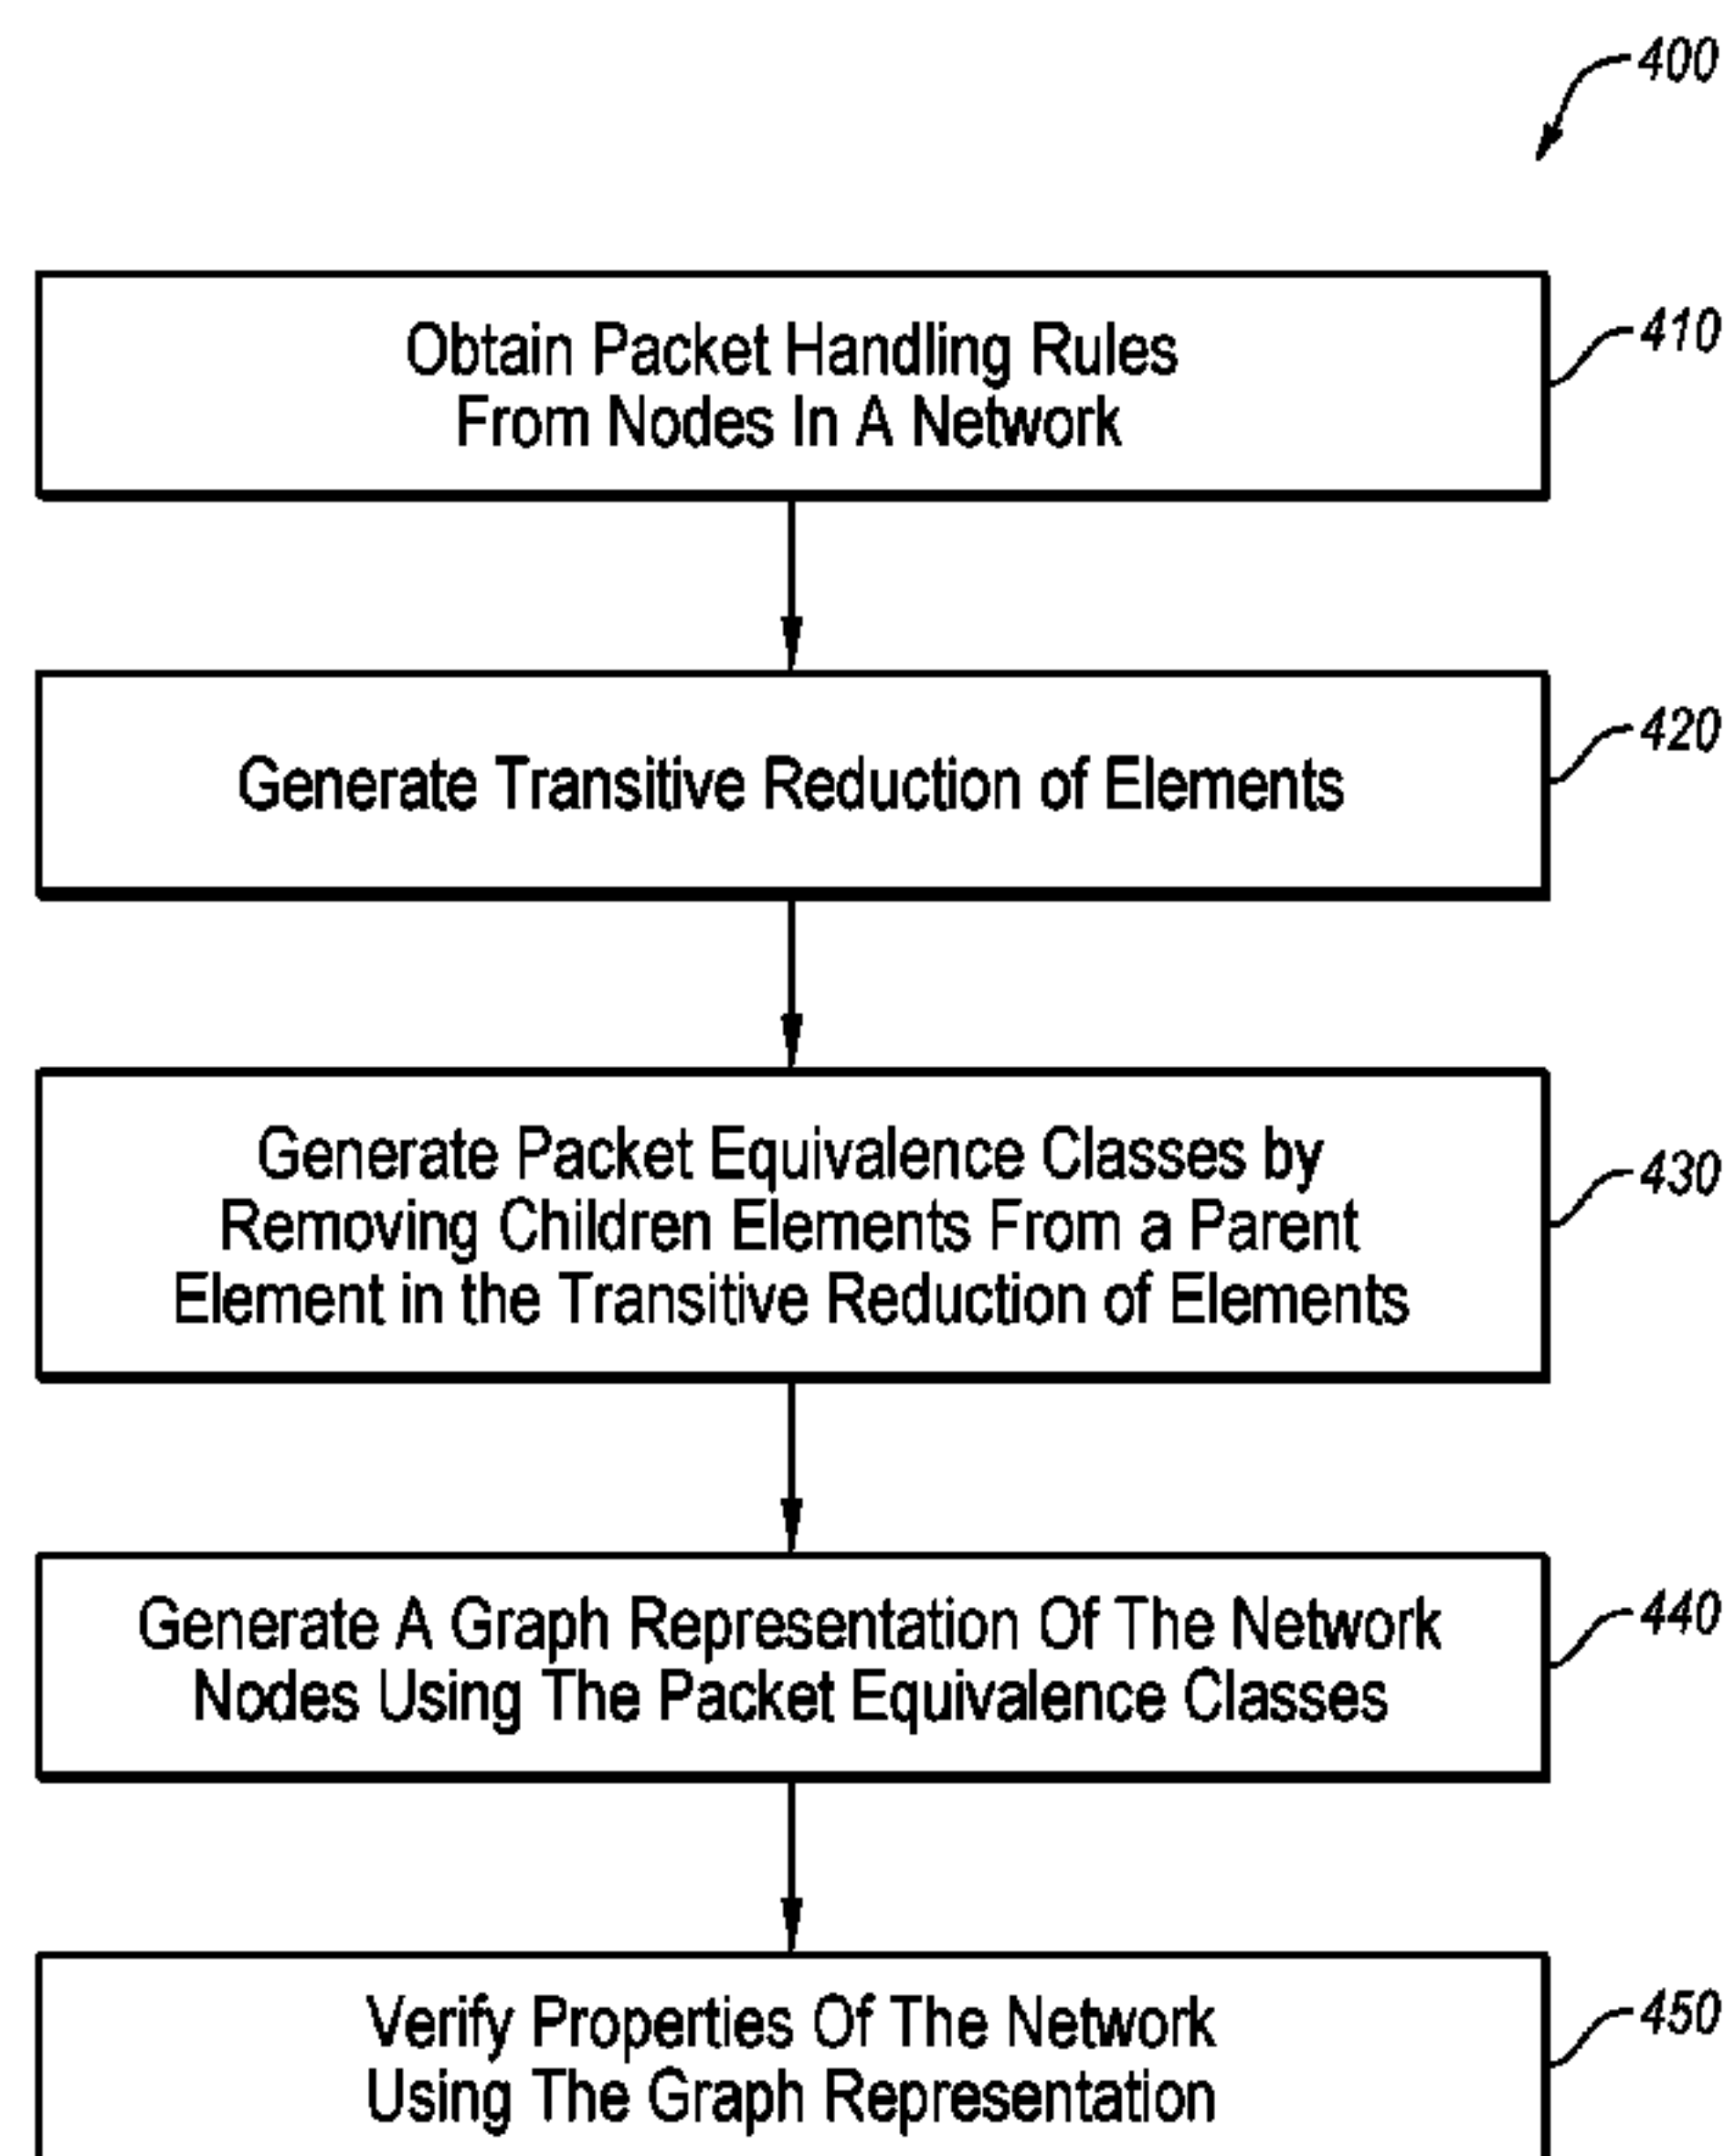 400
Obtain Packet Handling Rules
From Nodes In A Network
410
Generate Transitive Reduction of Elements
420
Generate Packet Equivalence Classes by
Removing Children Elements From a Parent
Element in the Transitive Reduction of Elements
430
Generate A Graph Representation Of The Network
Nodes Using The Packet Equivalence Classes
440
Verify Properties Of The Network
Using The Graph Representation
450